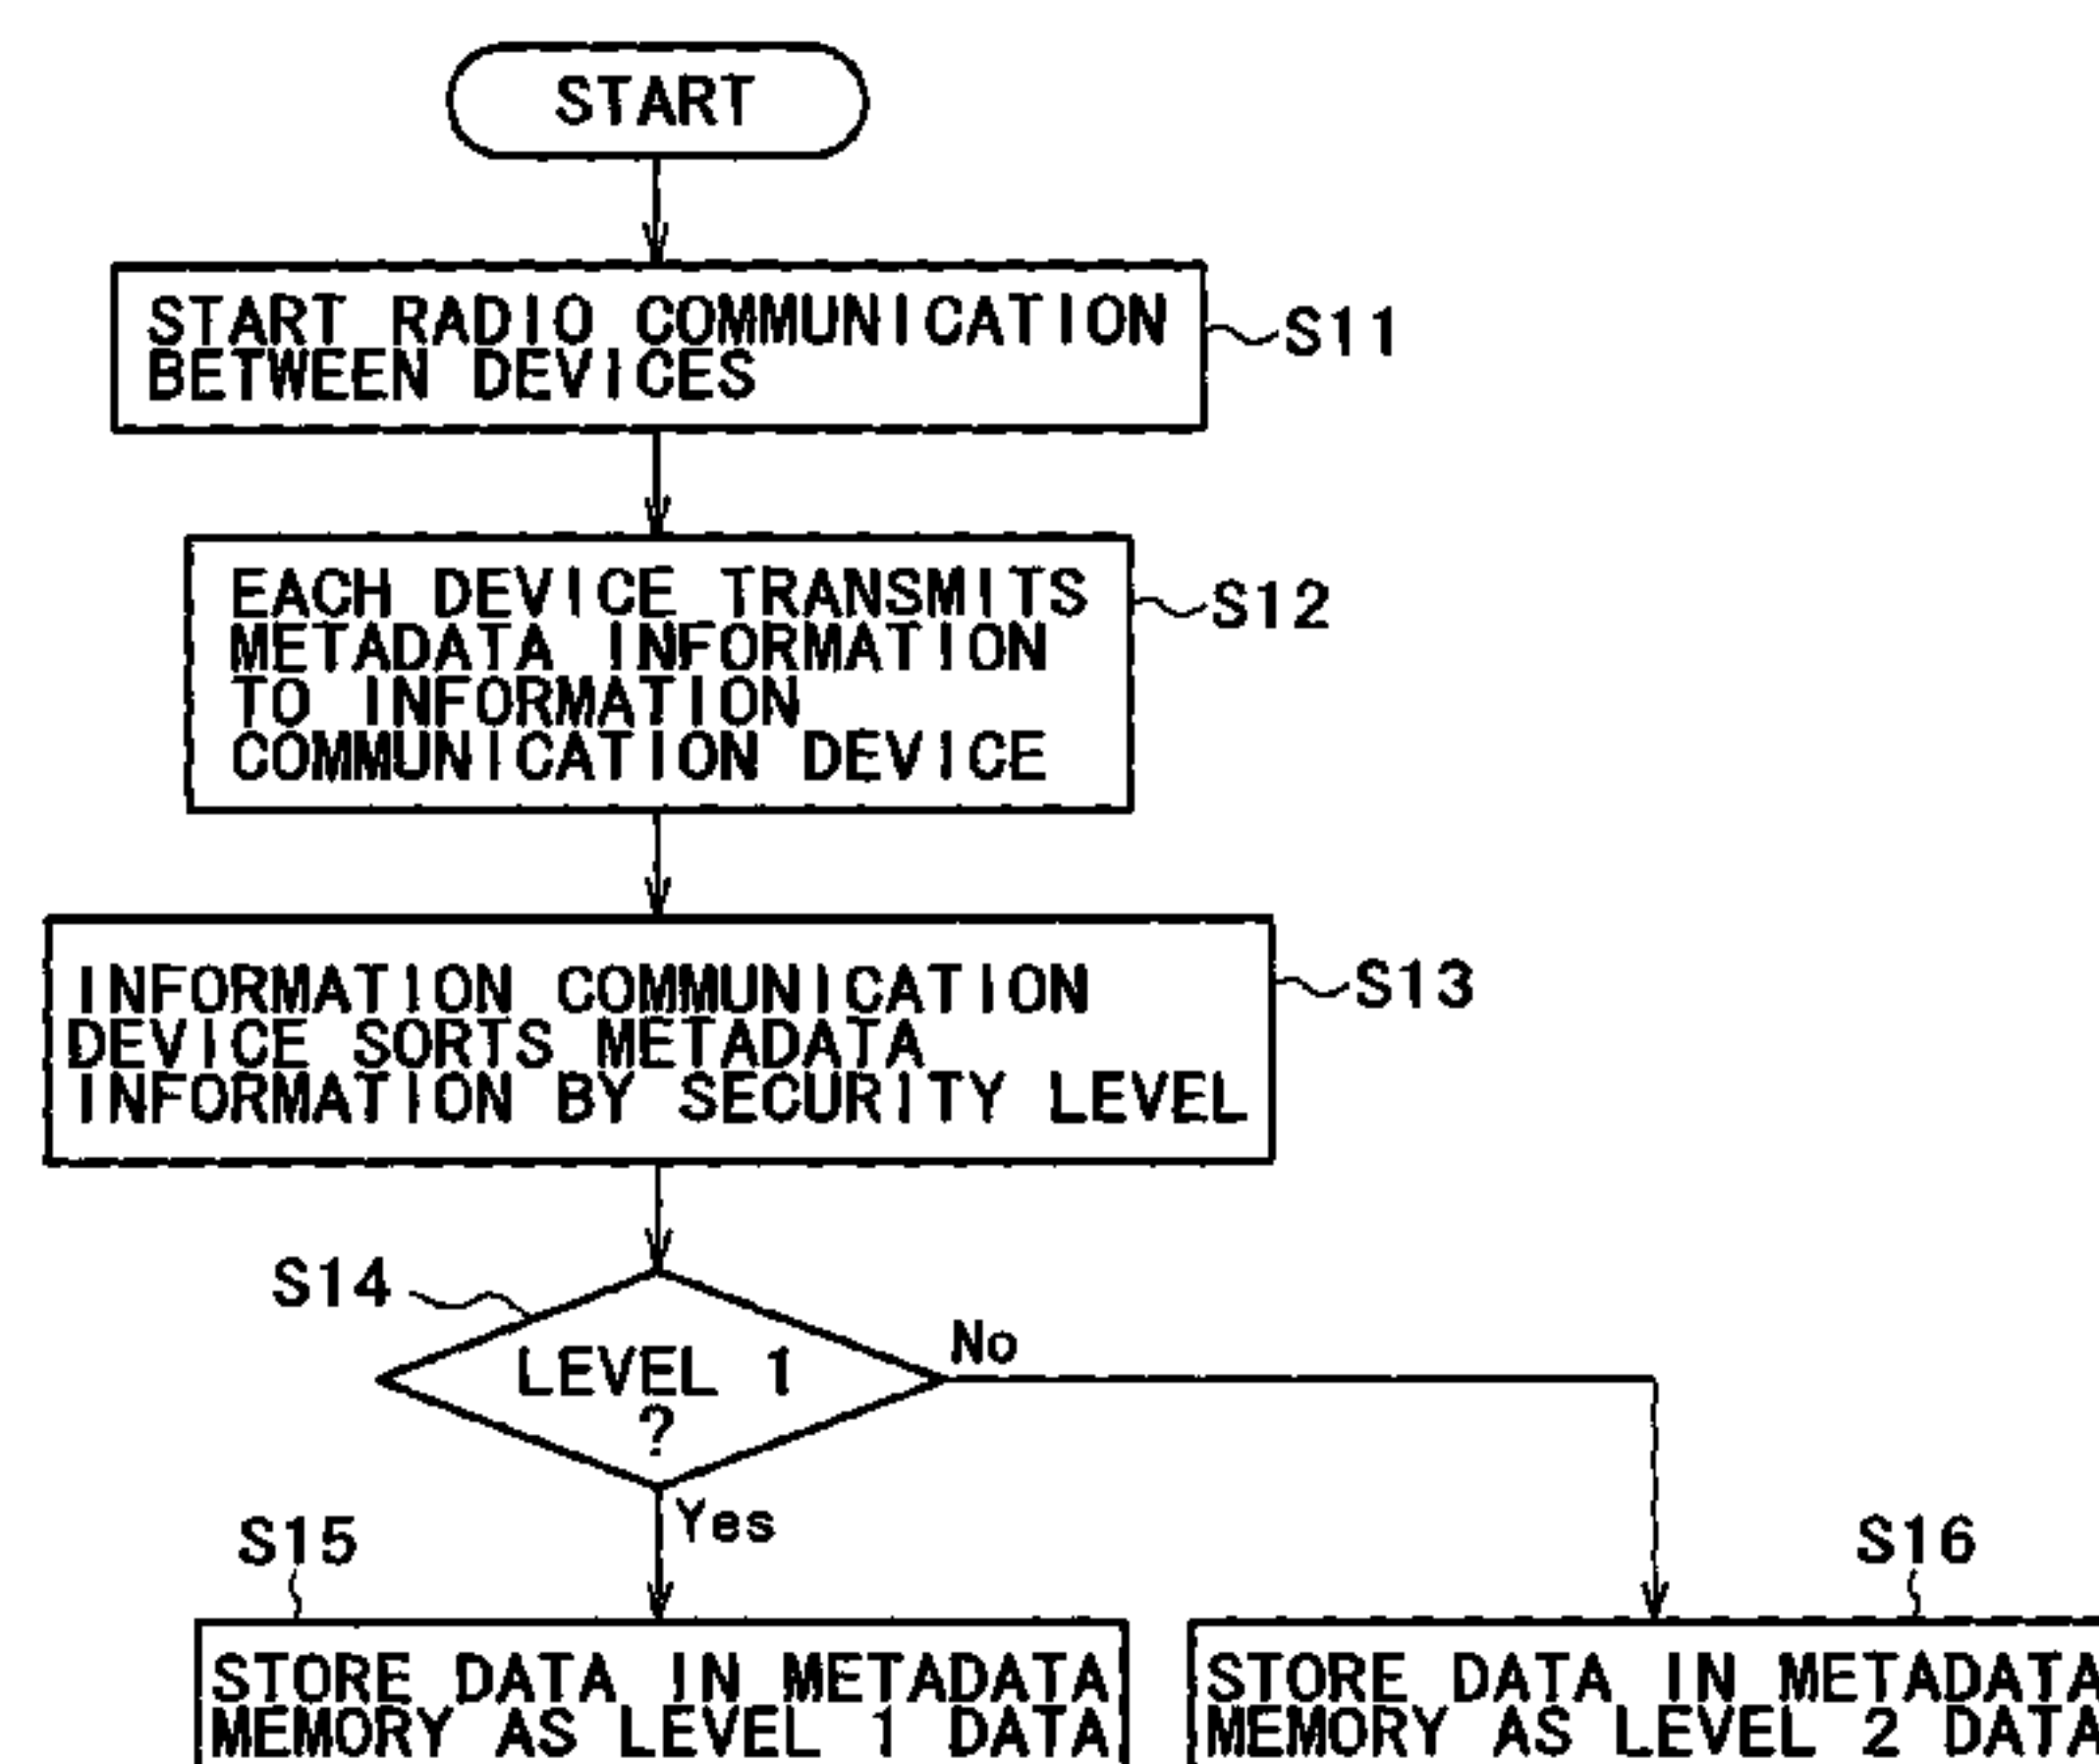 START
START RADIO COMMUNICATION
BETWEEN DEVICES
S11
EACH DEVICE TRANSMITS
METADATA INFORMATION
TO INFORMATION
COMMUNICATION DEVICE
S12
INFORMATION COMMUNICATION
DEVICE SORTS METADATA
INFORMATION BY SECURITY LEVEL
S13
S14
LEVEL 1
?
No
Yes
S15
STORE DATA IN METADATA
MEMORY AS LEVEL 1 DATA
S16
STORE DATA IN METADATA
MEMORY AS LEVEL 2 DATA